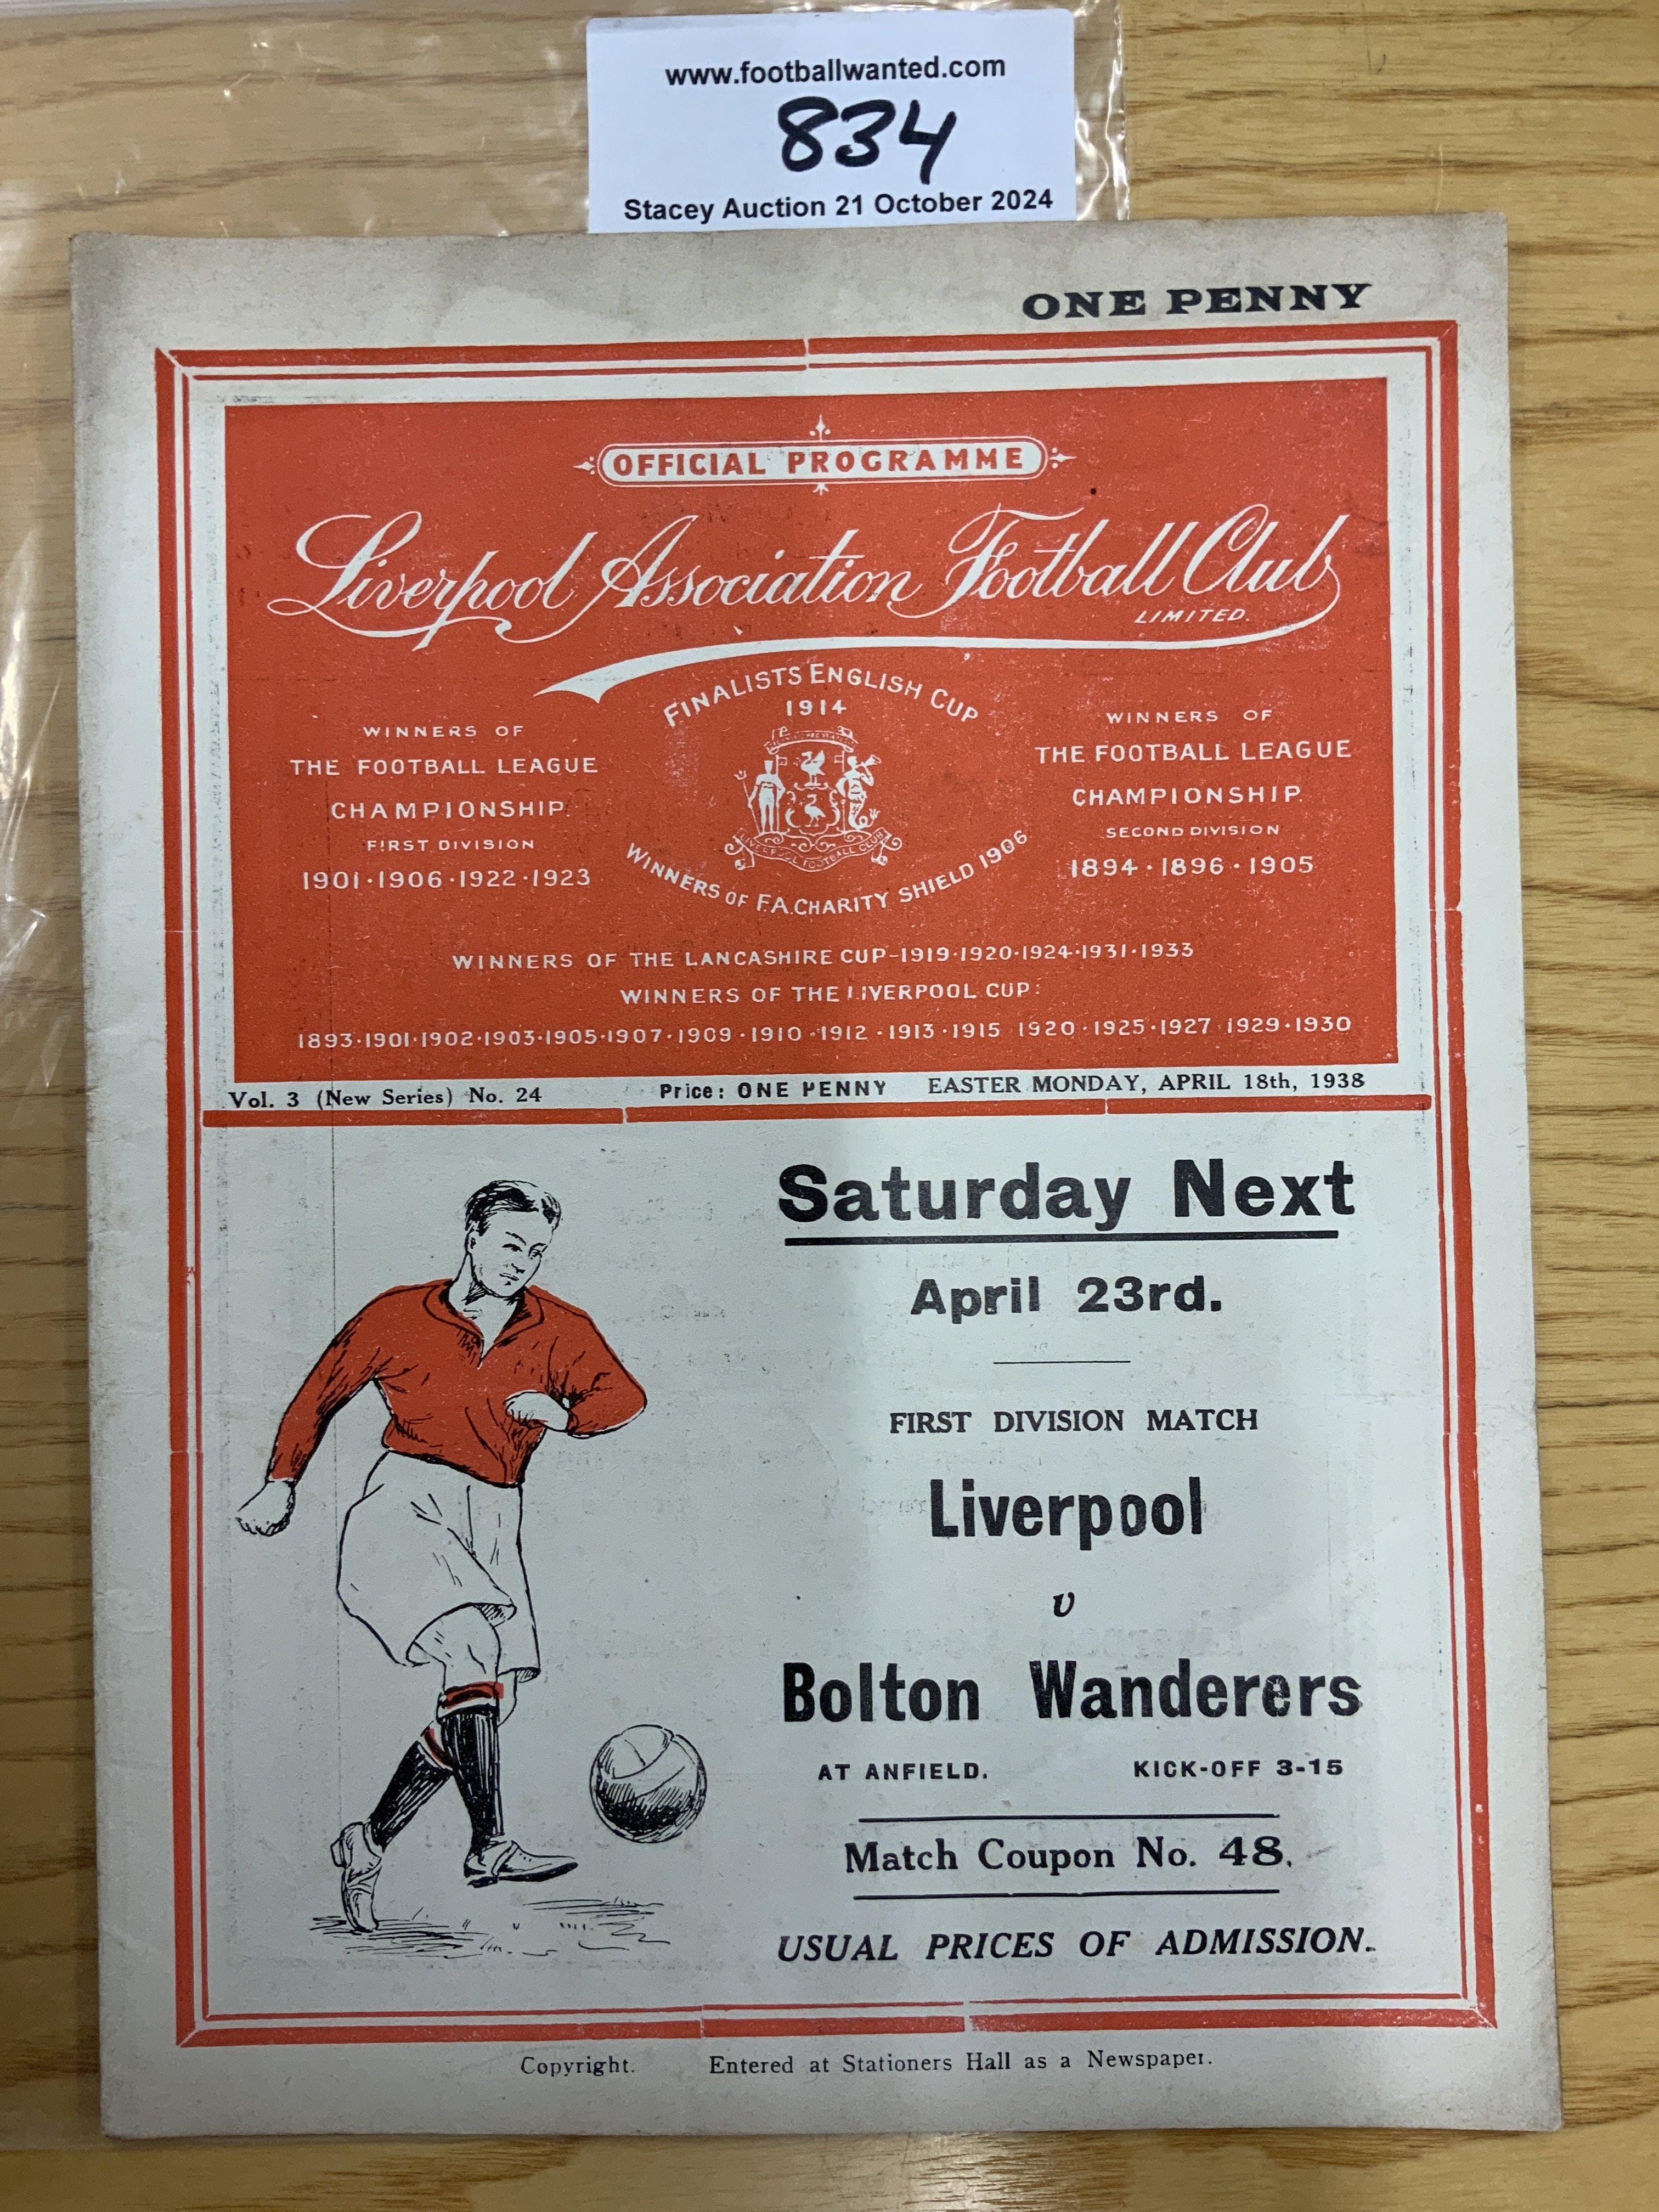 www.footballwanted.com
834
Stacey Auction 21 October 2024
ONE PENNY
OFFICIAL PROGRAMME
Liverpool Association Football Club
LIMITED.
FINALISTS ENGLISH CUP
1914
WINNERS OF
THE FOOTBALL LEAGUE
CHAMPIONSHIP.
FIRST DIVISION
1901·1906·1922·1923
LIVERPOOL FOOTBALL CLUB
WINNERS OF F.A. CHARITY SHIELD 1906
WINNERS OF
THE FOOTBALL LEAGUE
CHAMPIONSHIP.
SECOND DIVISION
1894·1896·1905
WINNERS OF THE LANCASHIRE CUP-1919·1920·1924·1931·1933
WINNERS OF THE LIVERPOOL CUP:
1893·1901·1902·1903·1905·1907·1909·1910·1912·1913·1915 1920·1925·1927 1929·1930
Vol. 3 (New Series) No. 24 Price: ONE PENNY EASTER MONDAY, APRIL 18th, 1938
Saturday Next
April 23rd.
FIRST DIVISION MATCH
Liverpool
v
Bolton Wanderers
AT ANFIELD. KICK-OFF 3-15
Match Coupon No. 48.
USUAL PRICES OF ADMISSION.
Copyright. Entered at Stationers Hall as a Newspaper.